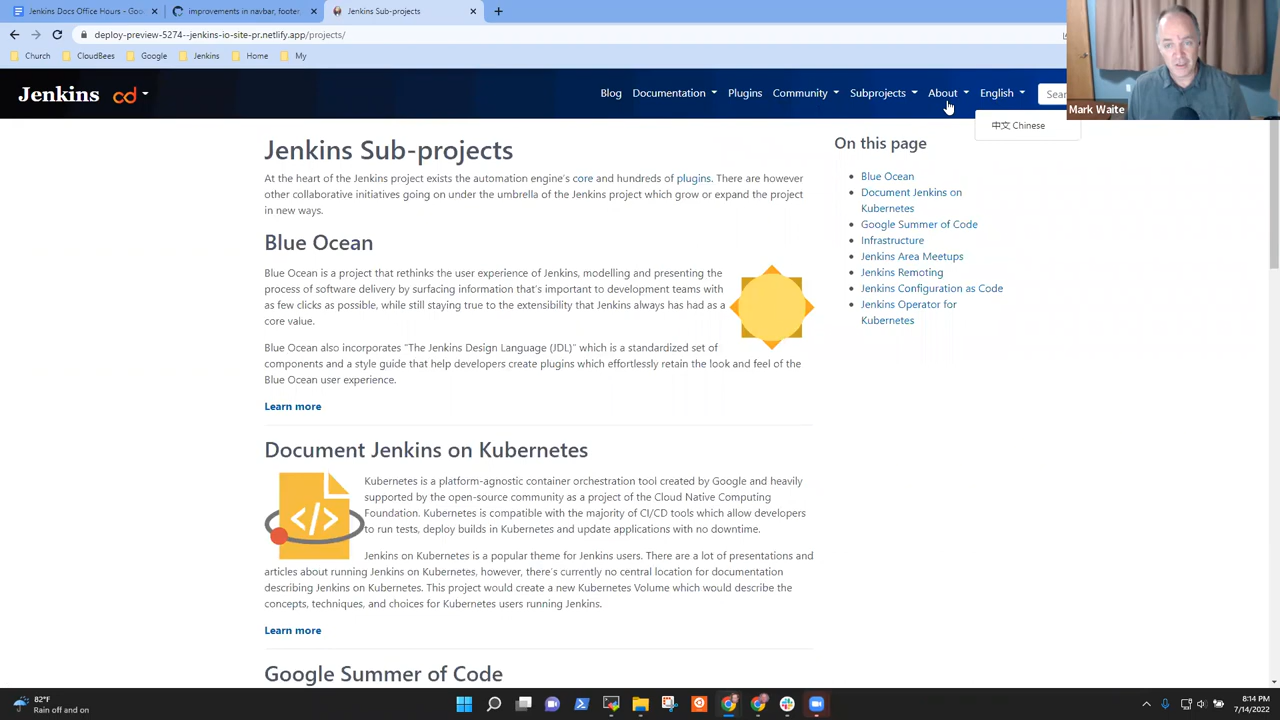 Jenkins Docs Office Hours - Goo
improvements in navbar, footer,
Jenkins Sub-projects
deploy-preview-5274--jenkins-io-site-pr.netlify.app/projects/
Church
CloudBees
Google
Jenkins
Home
My
Mark Waite
Jenkins
cd
Blog
Documentation
Plugins
Community
Subprojects
About
English
Sear
中文 Chinese
Jenkins Sub-projects
At the heart of the Jenkins project exists the automation engine's core and hundreds of plugins. There are however
other collaborative initiatives going on under the umbrella of the Jenkins project which grow or expand the project
in new ways.
Blue Ocean
Blue Ocean is a project that rethinks the user experience of Jenkins, modelling and presenting the
process of software delivery by surfacing information that's important to development teams with
as few clicks as possible, while still staying true to the extensibility that Jenkins always has had as a
core value.
Blue Ocean also incorporates "The Jenkins Design Language (JDL)" which is a standardized set of
components and a style guide that help developers create plugins which effortlessly retain the look and feel of the
Blue Ocean user experience.
Learn more
Document Jenkins on Kubernetes
</>
Kubernetes is a platform-agnostic container orchestration tool created by Google and heavily
supported by the open-source community as a project of the Cloud Native Computing
Foundation. Kubernetes is compatible with the majority of CI/CD tools which allow developers
to run tests, deploy builds in Kubernetes and update applications with no downtime.
Jenkins on Kubernetes is a popular theme for Jenkins users. There are a lot of presentations and
articles about running Jenkins on Kubernetes, however, there's currently no central location for documentation
describing Jenkins on Kubernetes. This project would create a new Kubernetes Volume which would describe the
concepts, techniques, and choices for Kubernetes users running Jenkins.
Learn more
Google Summer of Code
On this page
Blue Ocean
Document Jenkins on
Kubernetes
Google Summer of Code
Infrastructure
Jenkins Area Meetups
Jenkins Remoting
Jenkins Configuration as Code
Jenkins Operator for
Kubernetes
82°F
Rain off and on
8:14 PM
7/14/2022